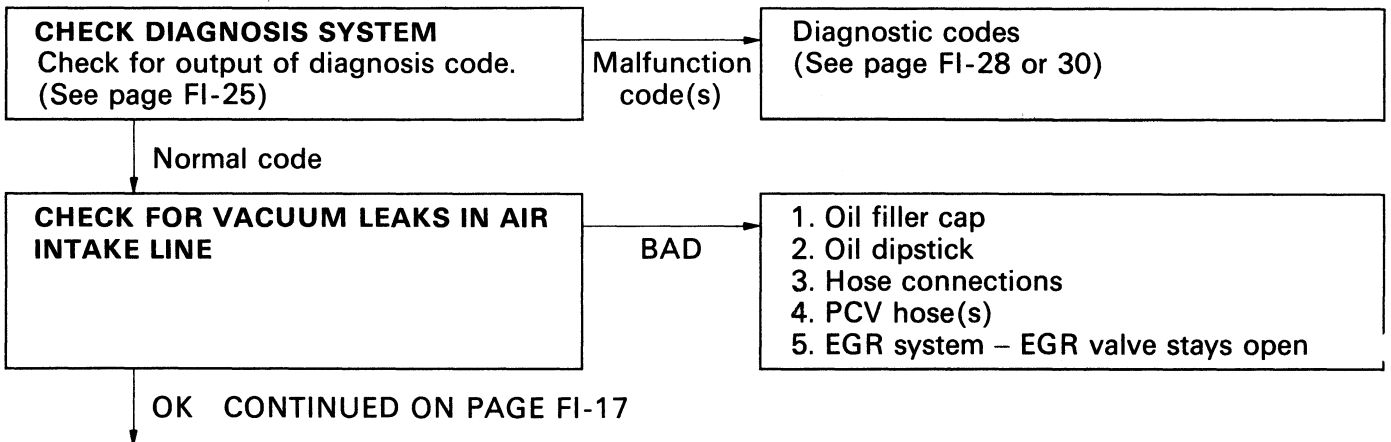 CHECK DIAGNOSIS SYSTEM
Check for output of diagnosis code.
(See page FI-25)
Malfunction
code(s)
Diagnostic codes
(See page FI-28 or 30)
Normal code
CHECK FOR VACUUM LEAKS IN AIR
INTAKE LINE
BAD
1. Oil filler cap
2. Oil dipstick
3. Hose connections
4. PCV hose(s)
5. EGR system – EGR valve stays open
OK CONTINUED ON PAGE FI-17